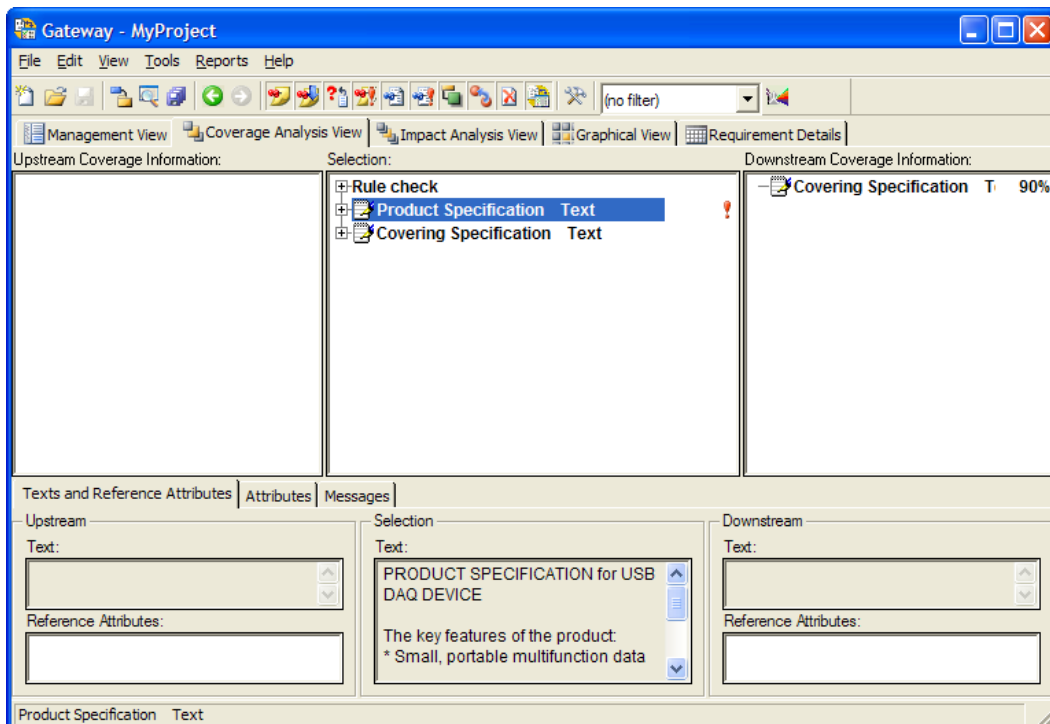 Gateway - MyProject
File Edit View Tools Reports Help
(no filter)
Management View Coverage Analysis View Impact Analysis View Graphical View Requirement Details
Upstream Coverage Information: Selection: Downstream Coverage Information:
Rule check Covering Specification T 90%
Product Specification Text
Covering Specification Text
Texts and Reference Attributes Attributes Messages
Upstream Selection Downstream
Text: Text: Text:
PRODUCT SPECIFICATION for USB
DAQ DEVICE
Reference Attributes: Reference Attributes:
The key features of the product:
* Small, portable multifunction data
Product Specification Text